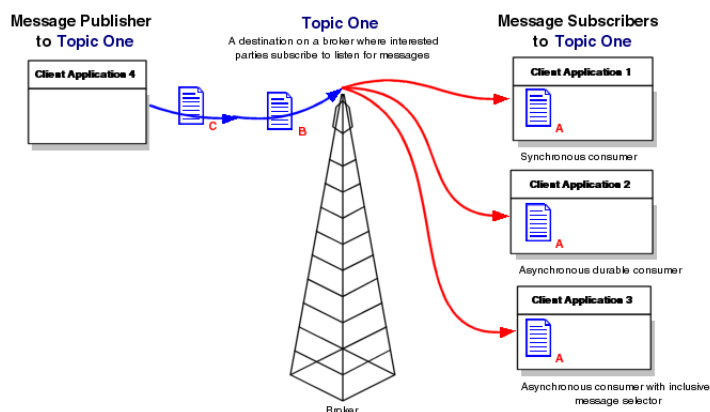 Message Publisher
to Topic One
Topic One
A destination on a broker where interested
parties subscribe to listen for messages
Message Subscribers
to Topic One
Client Application 4
C
B
Client Application 1
A
Synchronous consumer
Client Application 2
A
Asynchronous durable consumer
Client Application 3
A
Asynchronous consumer with inclusive
message selector
Broker